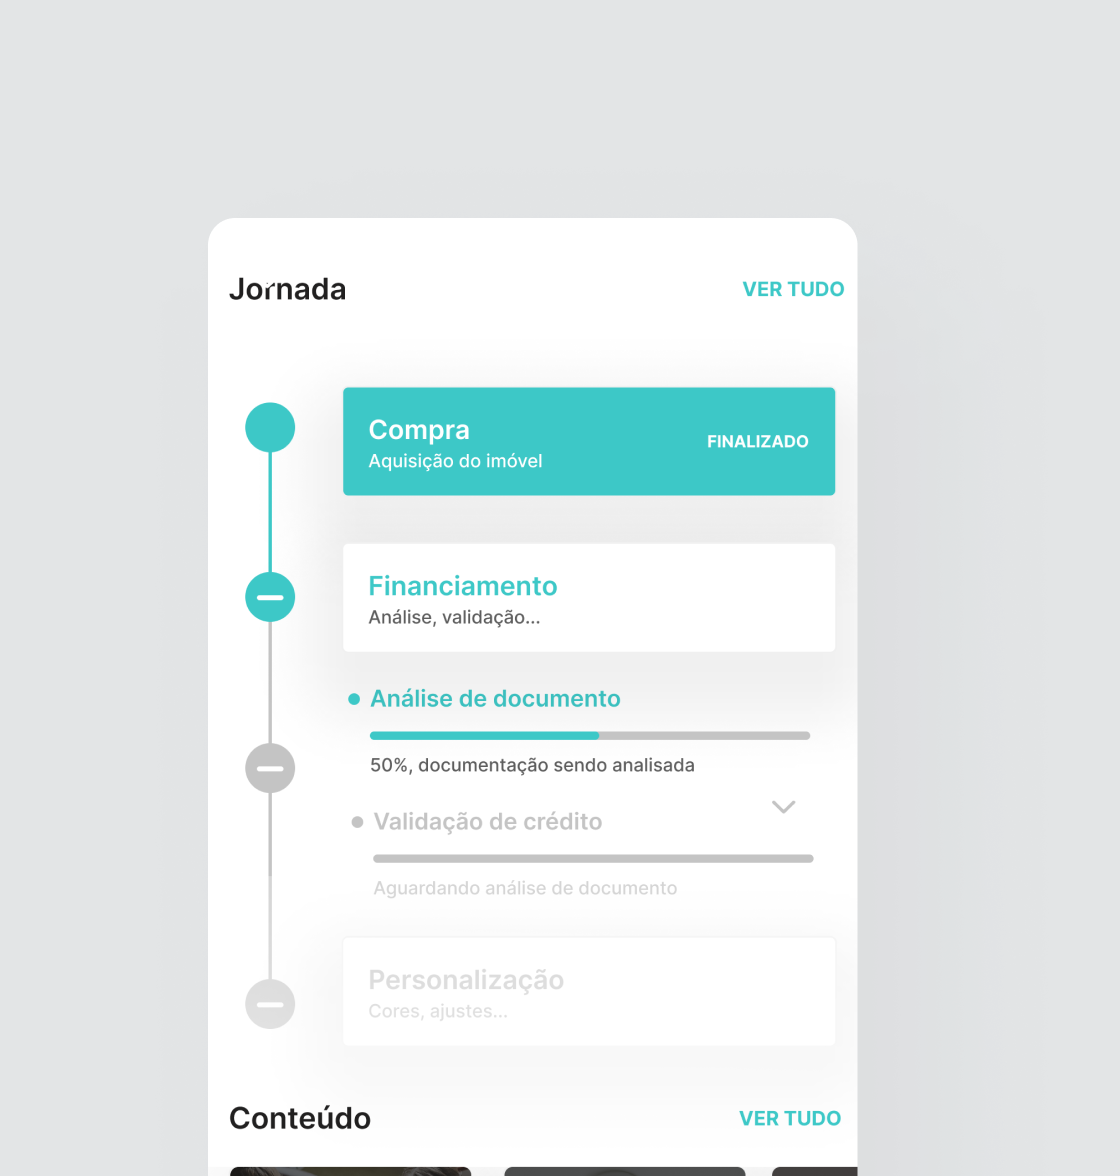 Jornada
VER TUDO
Compra
Aquisição do imóvel
FINALIZADO
Financiamento
Análise, validação...
Análise de documento
50%, documentação sendo analisada
Validação de crédito
Aguardando análise de documento
Personalização
Cores, ajustes...
Conteúdo
VER TUDO